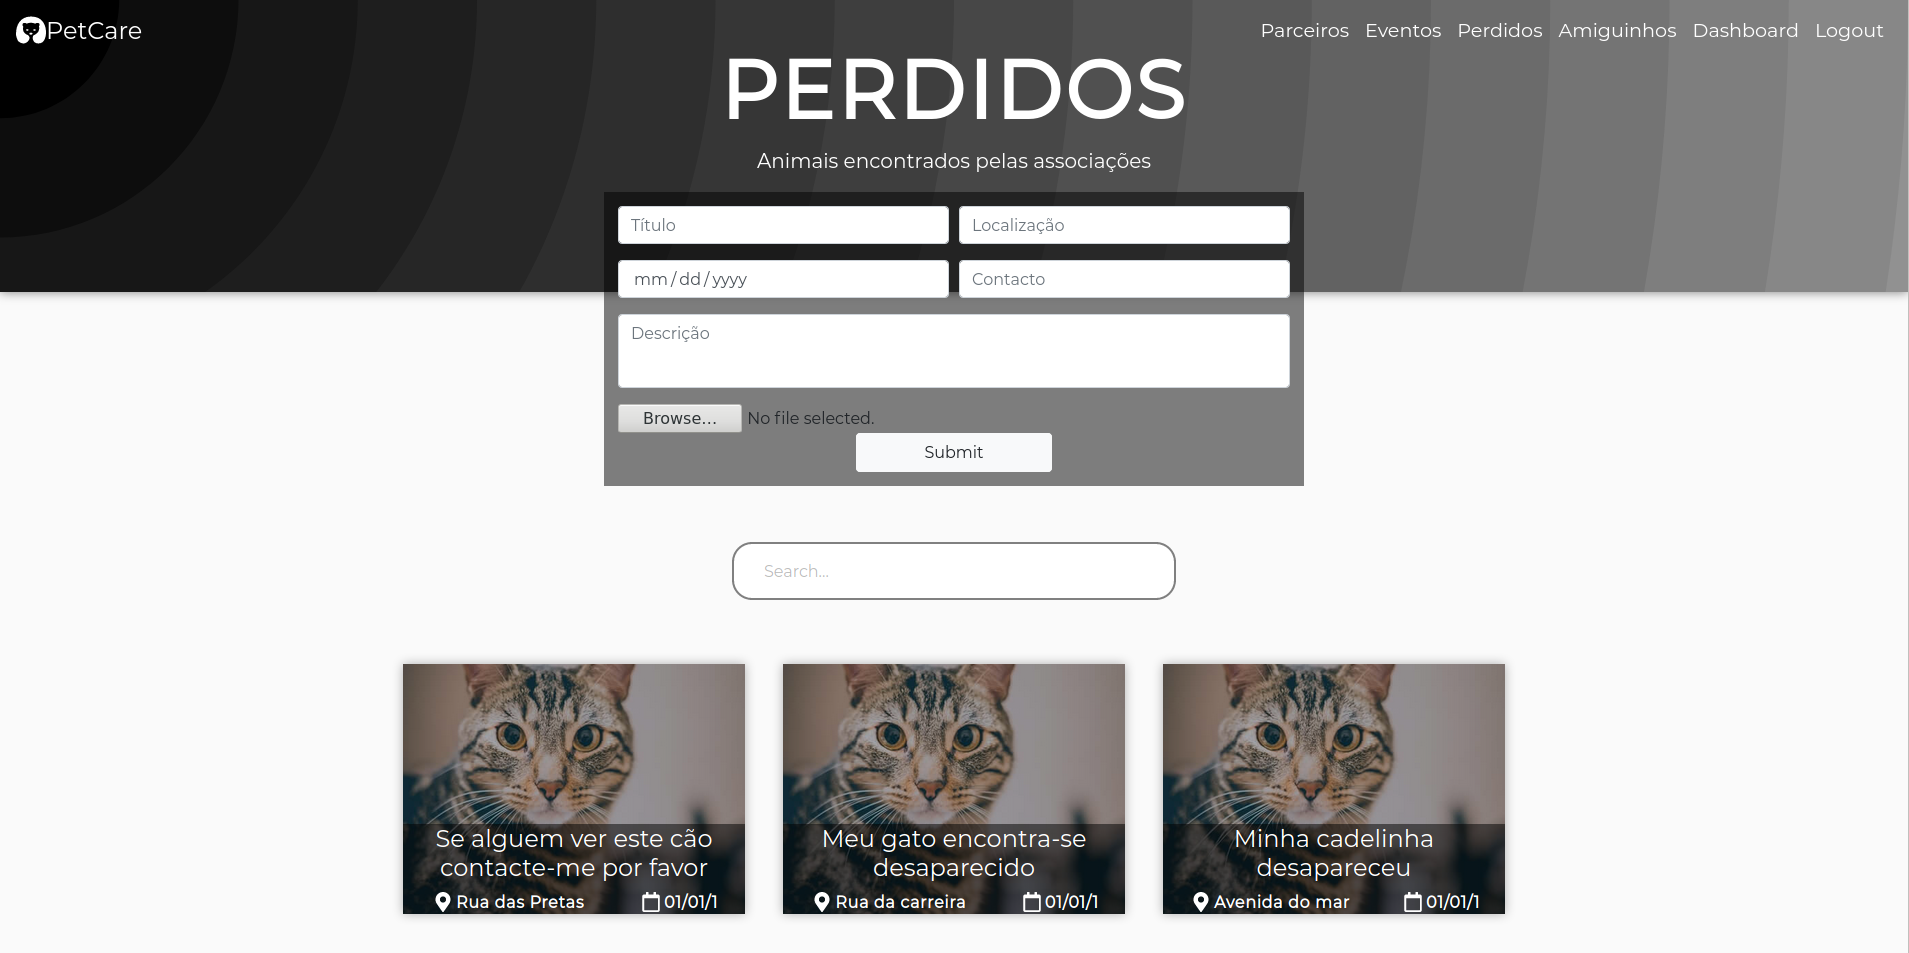 PetCare
Parceiros Eventos Perdidos Amiguinhos Dashboard Logout
PERDIDOS
Animais encontrados pelas associações
Título
Localização
mm / dd / yyyy
Contacto
Descrição
Browse... No file selected.
Submit
Search...
Se alguem ver este cão
contacte-me por favor
Rua das Pretas 01/01/1
Meu gato encontra-se
desaparecido
Rua da carreira 01/01/1
Minha cadelinha
desapareceu
Avenida do mar 01/01/1